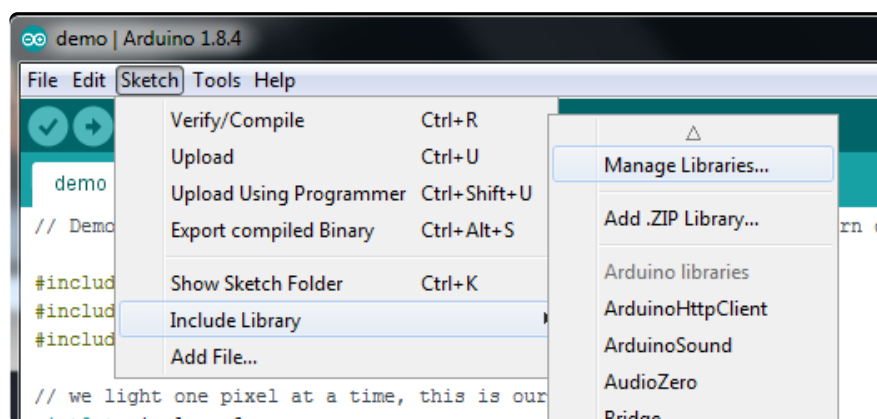 demo | Arduino 1.8.4
File Edit Sketch Tools Help
Verify/Compile Ctrl+R
Upload Ctrl+U
Upload Using Programmer Ctrl+Shift+U
Export compiled Binary Ctrl+Alt+S
Show Sketch Folder Ctrl+K
Include Library
Add File...
Manage Libraries...
Add .ZIP Library...
Arduino libraries
ArduinoHttpClient
ArduinoSound
AudioZero
Bridge
demo
// Demo
rn
#includ
#includ
#includ
// we light one pixel at a time, this is our